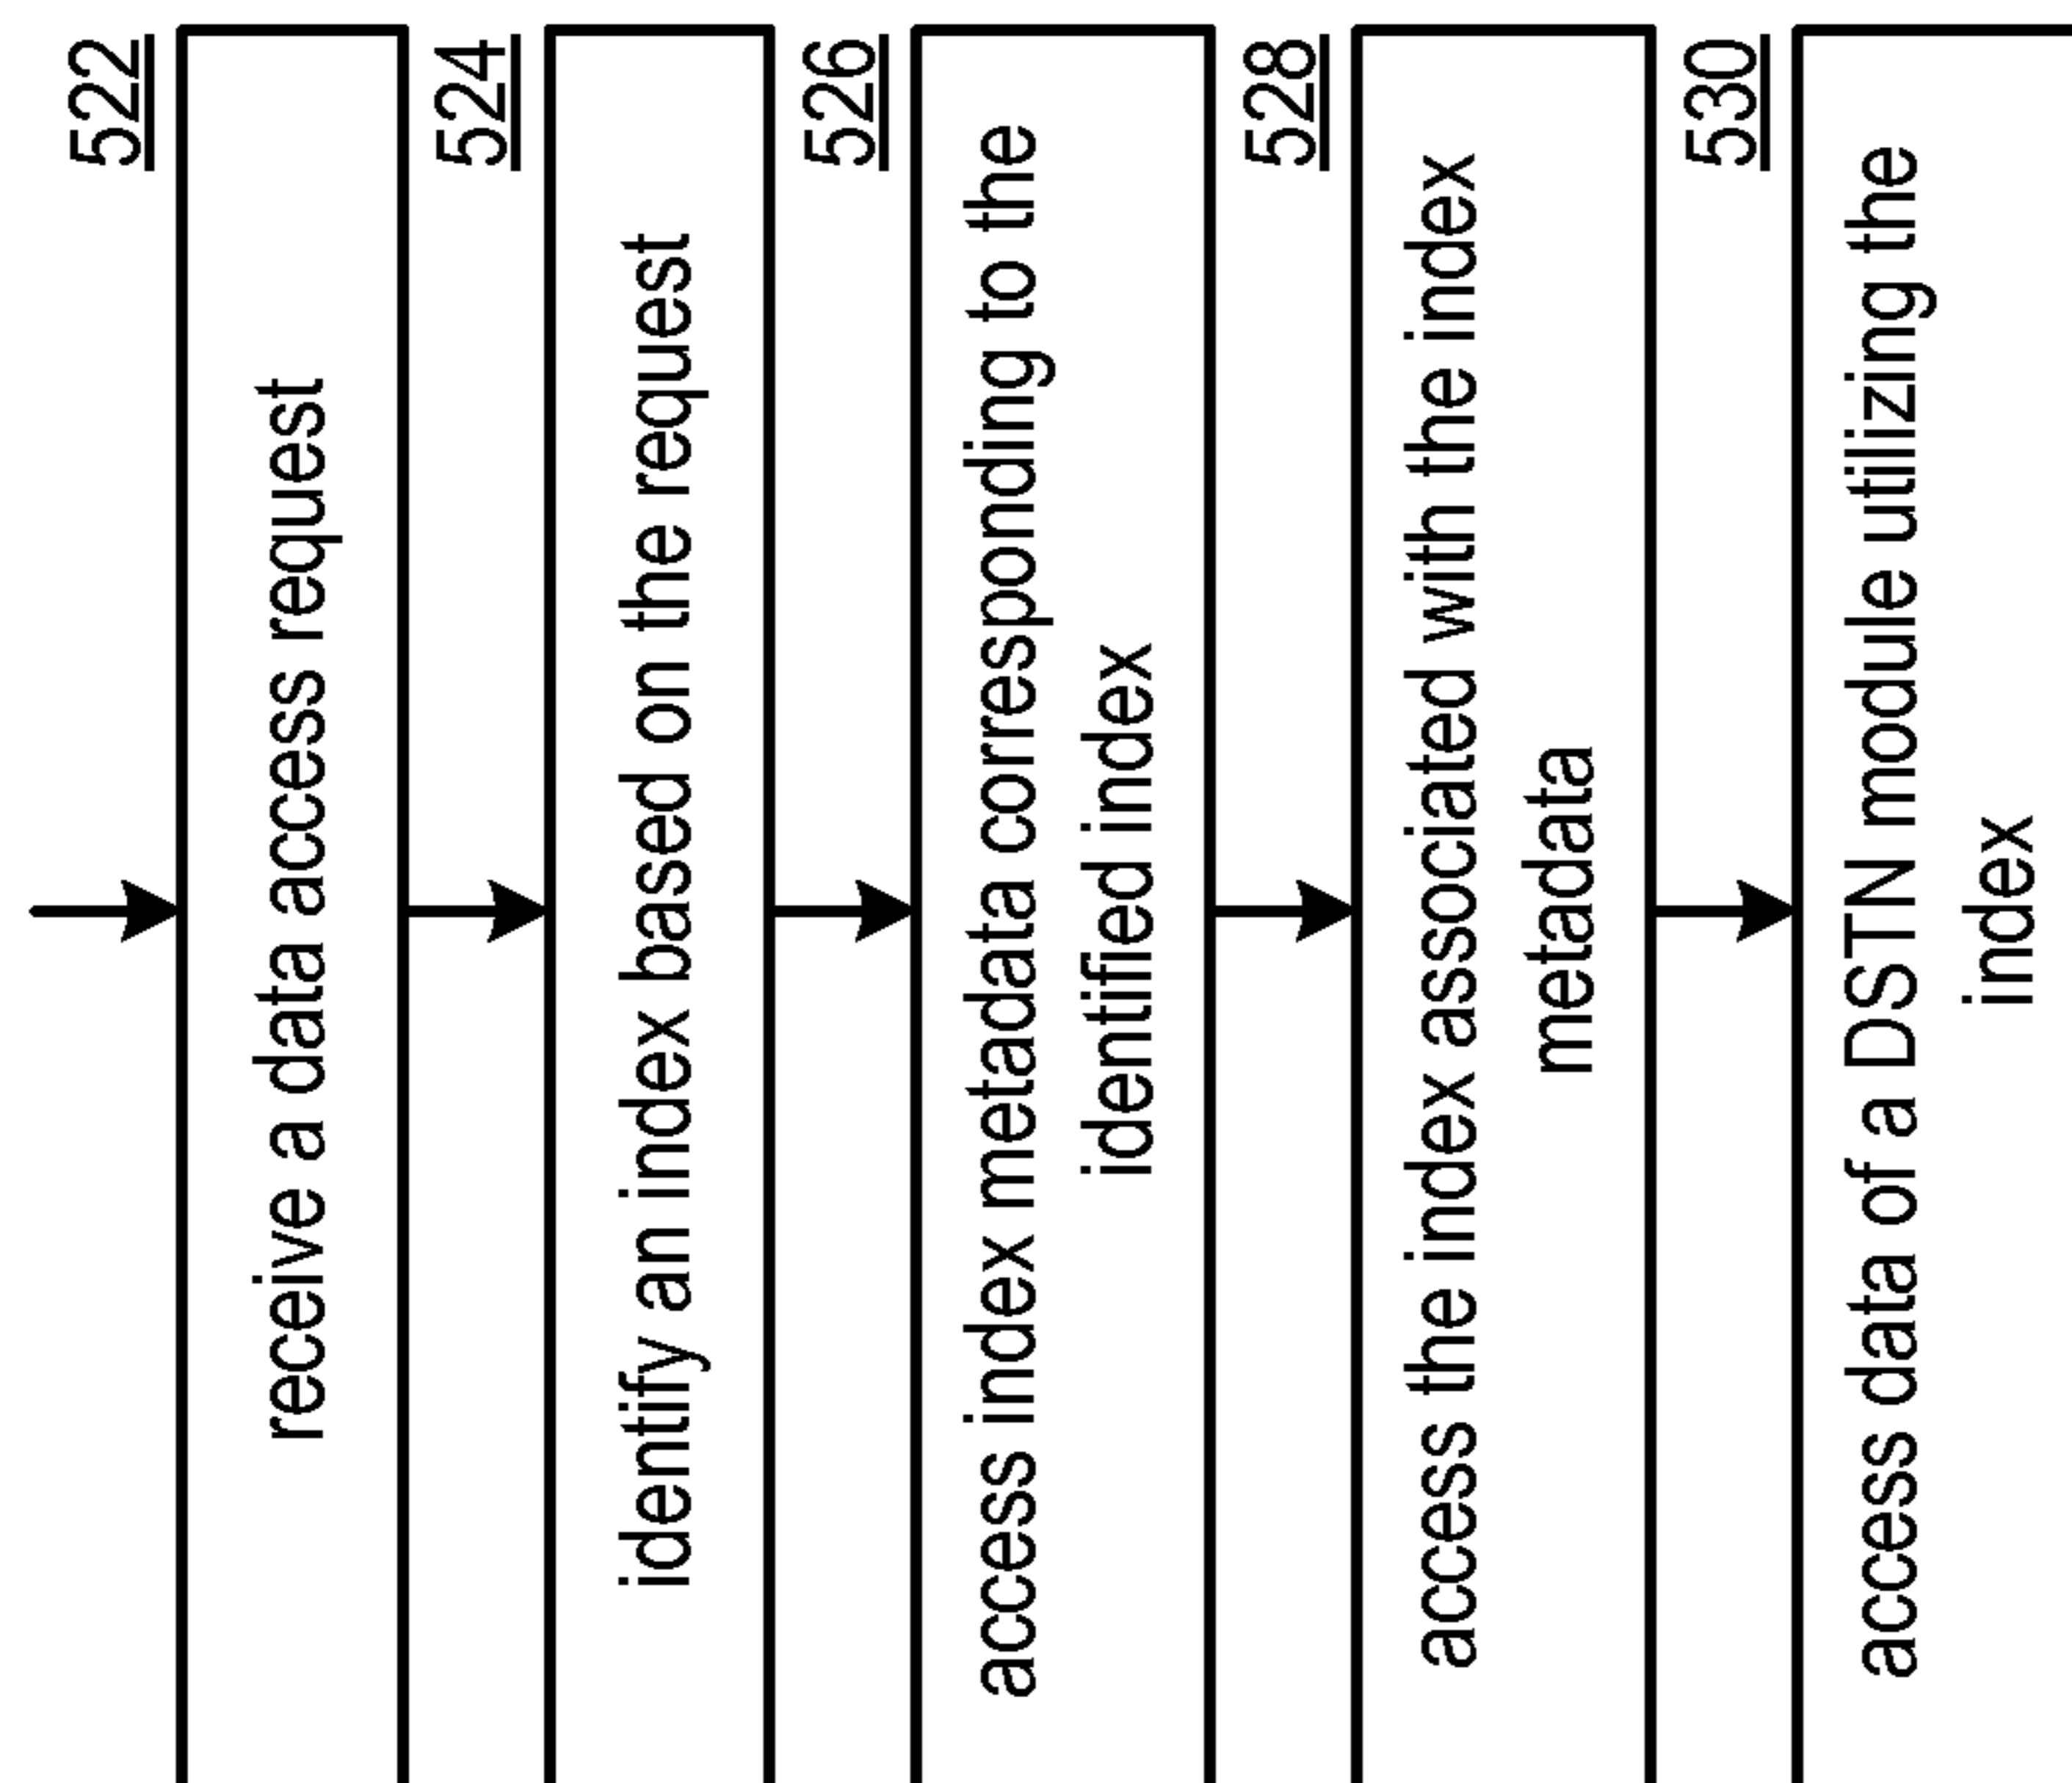 522
receive a data access request
524
identify an index based on the request
526
access index metadata corresponding to the
identified index
528
access the index associated with the index
metadata
530
access data of a DSTN module utilizing the
index